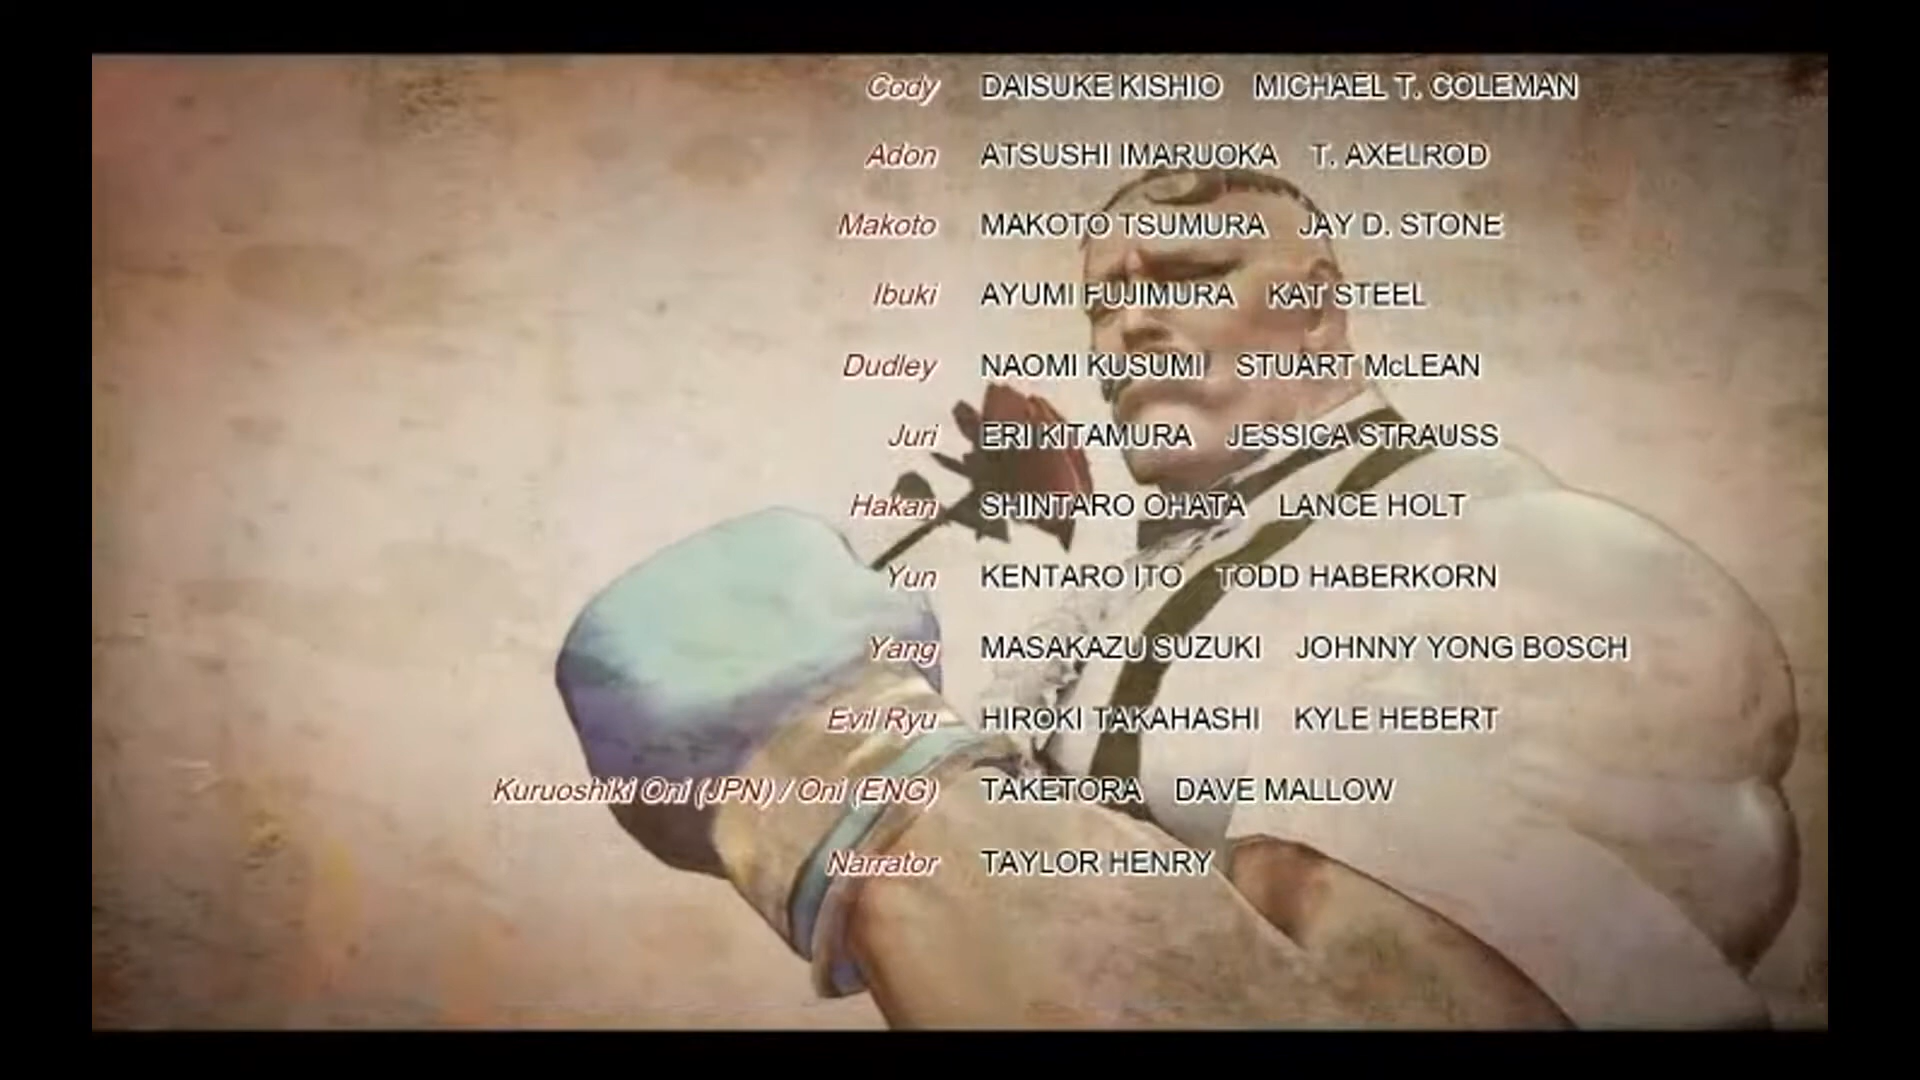 Cody DAISUKE KISHIO MICHAEL T. COLEMAN
Adon ATSUSHI IMARUOKA T. AXELROD
Makoto MAKOTO TSUMURA JAY D. STONE
Ibuki AYUMI FUJIMURA KAT STEEL
Dudley NAOMI KUSUMI STUART McLEAN
Juri ERI KITAMURA JESSICA STRAUSS
Hakan SHINTARO OHATA LANCE HOLT
Yun KENTARO ITO TODD HABERKORN
Yang MASAKAZU SUZUKI JOHNNY YONG BOSCH
Evil Ryu HIROKI TAKAHASHI KYLE HEBERT
Kuruoshiki Oni (JPN) / Oni (ENG) TAKETORA DAVE MALLOW
Narrator TAYLOR HENRY